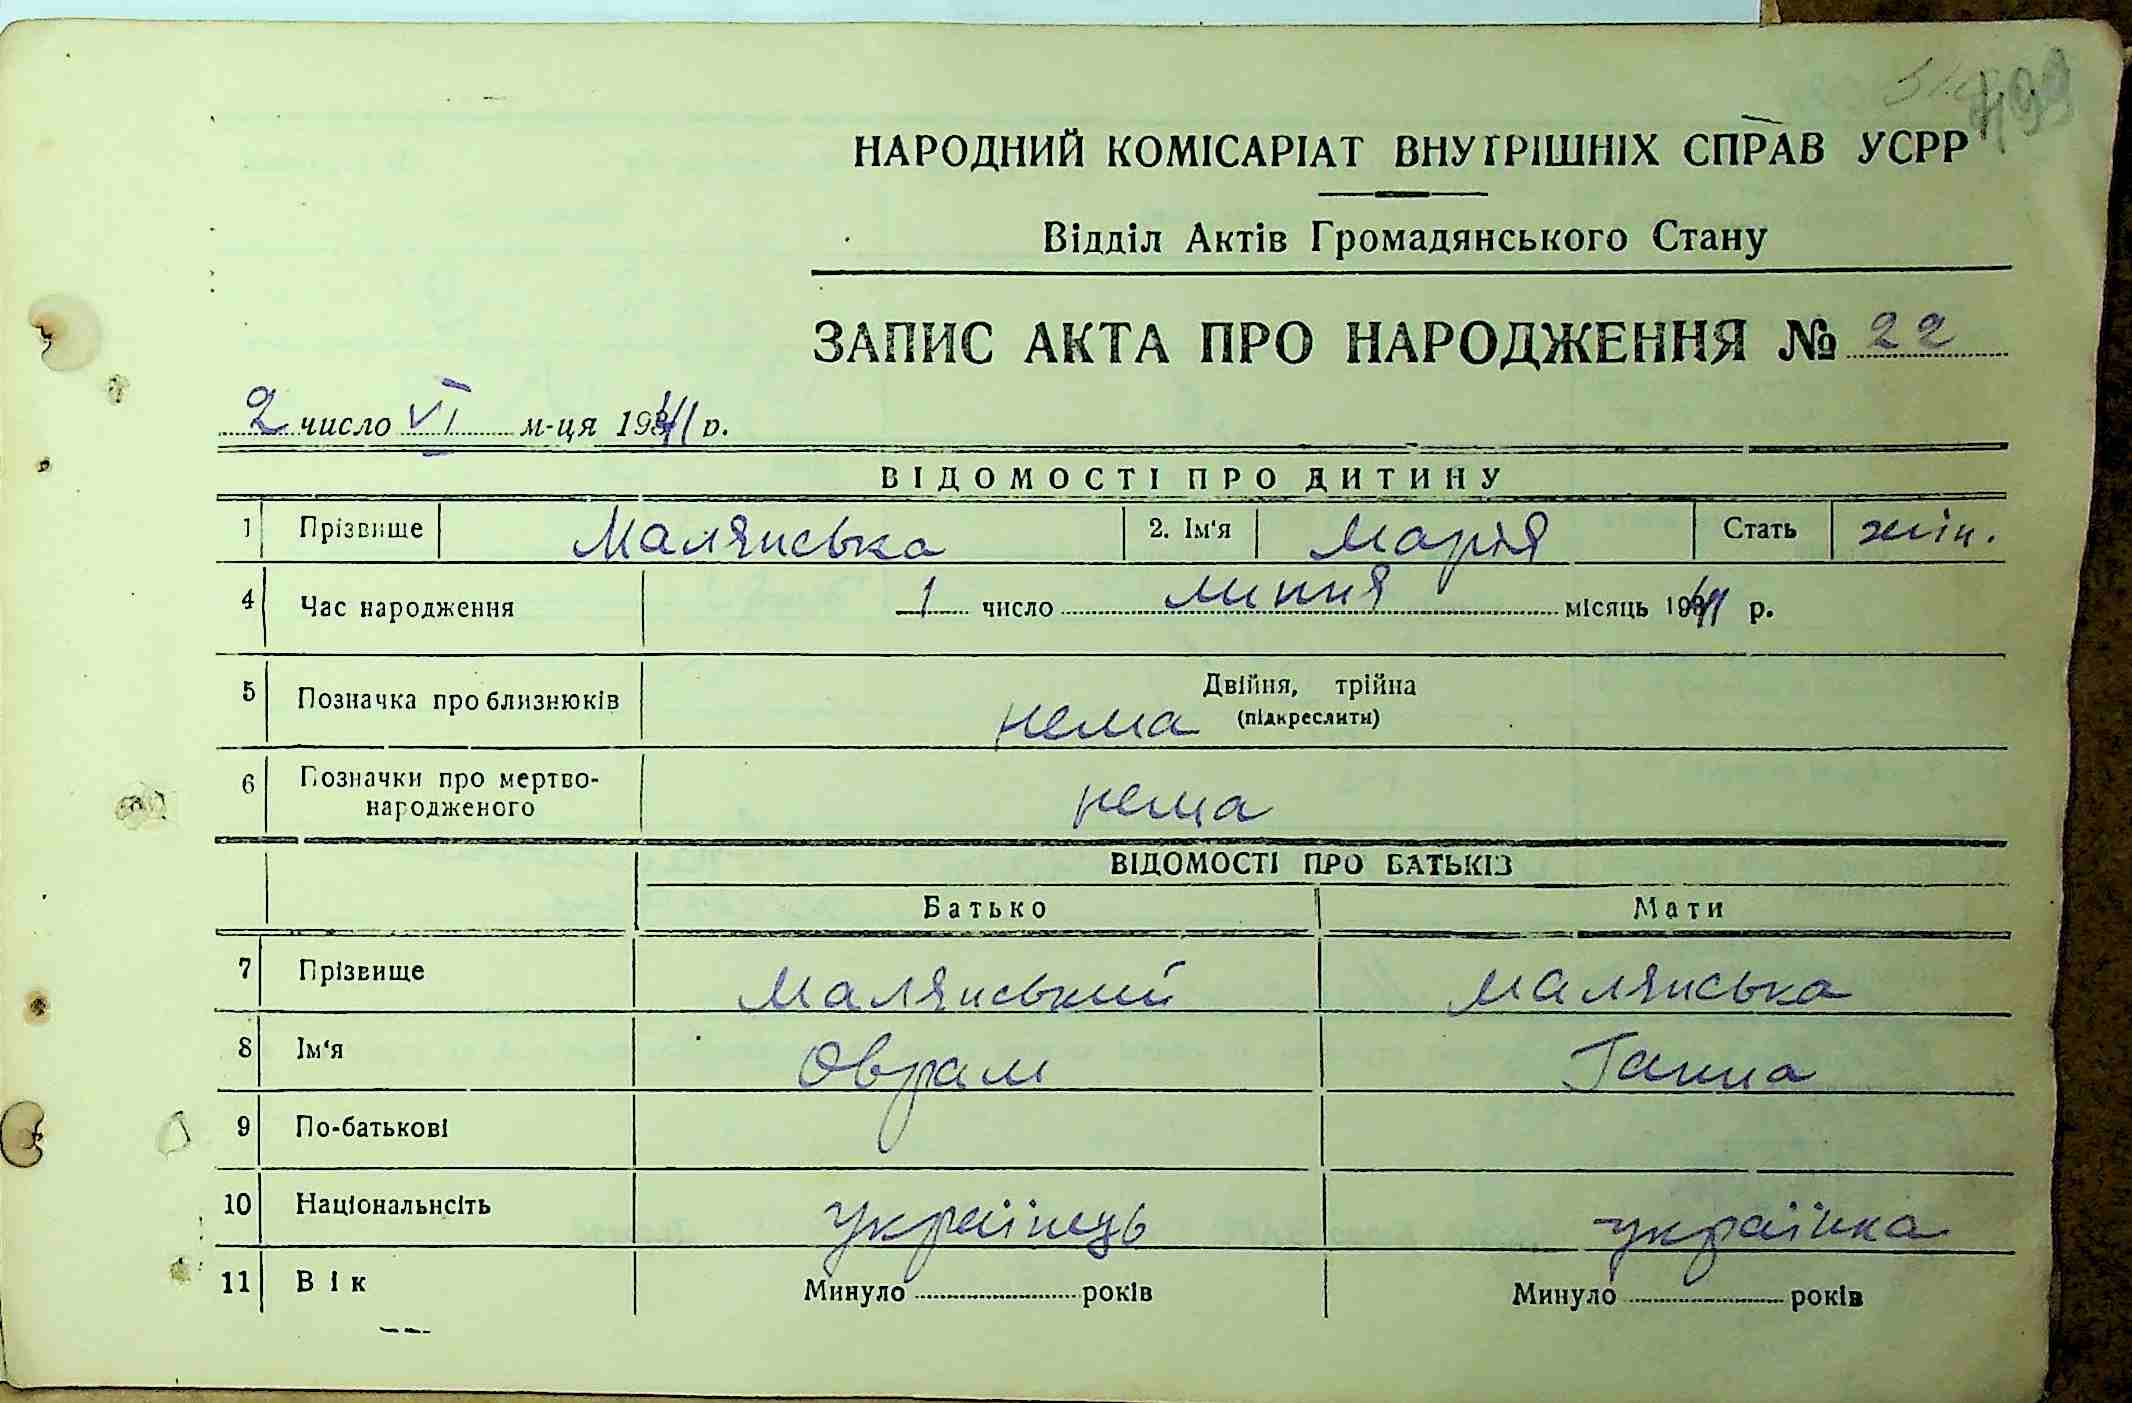 499
НАРОДНИЙ КОМІСАРІАТ ВНУТРІШНІХ СПРАВ УСРР
Відділ Актів Громадянського Стану
ЗАПИС АКТА ПРО НАРОДЖЕННЯ № 22
2 число VI м-ця 1941 р.
ВІДОМОСТІ ПРО ДИТИНУ
1 Прізвище Малянська 2. Ім'я Марія Стать жін.
4 Час народження 1 число липня місяць 1941 р.
5 Позначка про близнюків нема Двійня, трійна
(підкреслити)
6 Позначки про мертво-
народженого нема
ВІДОМОСТІ ПРО БАТЬКІВ
Батько Мати
7 Прізвище Малянський Малянська
8 Ім'я Оврам Ганна
9 По-батькові
10 Національнсіть українець українка
11 Вік Минуло років Минуло років